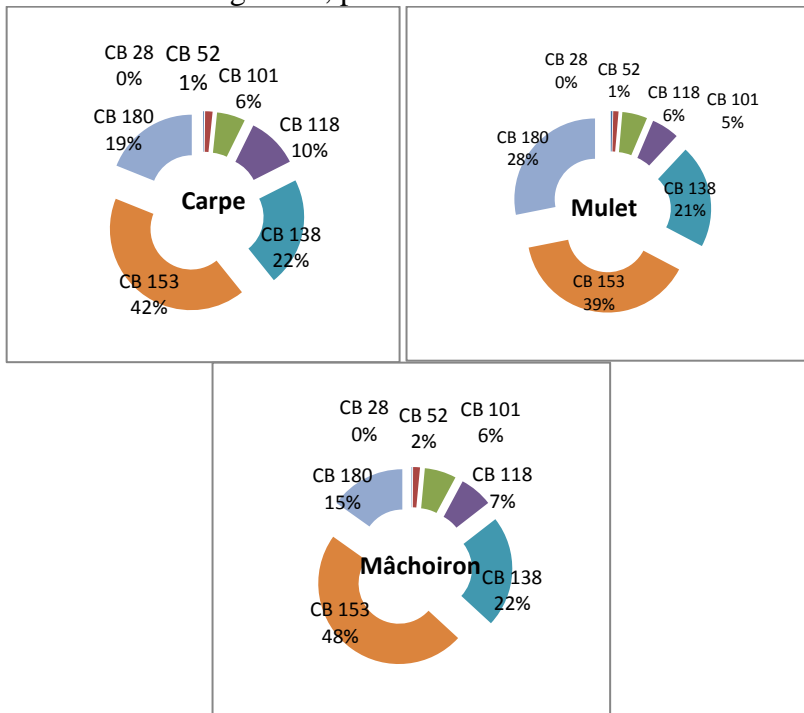 CB 28
0%
CB 52
1%
CB 101
6%
CB 118
10%
CB 138
22%
CB 153
42%
CB 180
19%
Carpe
CB 28
0%
CB 52
1%
CB 118
6%
CB 101
5%
CB 138
21%
CB 153
39%
CB 180
28%
Mulet
CB 28
0%
CB 52
2%
CB 101
6%
CB 118
7%
CB 138
22%
CB 153
48%
CB 180
15%
Mâchoiron